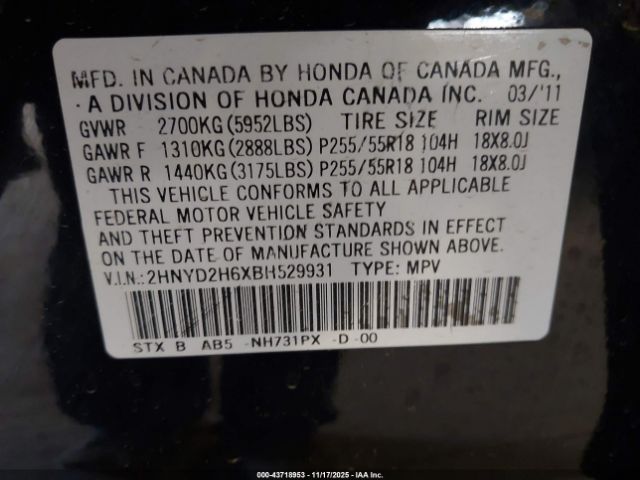 MFD. IN CANADA BY HONDA OF CANADA MFG.,
A DIVISION OF HONDA CANADA INC. 03/'11
GVWR 2700KG(5952LBS) TIRE SIZE RIM SIZE
GAWR F 1310KG(2888LBS) P255/55R18 104H 18X8.0J
GAWR R 1440KG(3175LBS) P255/55R18 104H 18X8.0J
THIS VEHICLE CONFORMS TO ALL APPLICABLE
FEDERAL MOTOR VEHICLE SAFETY
AND THEFT PREVENTION STANDARDS IN EFFECT
ON THE DATE OF MANUFACTURE SHOWN ABOVE.
V.I.N.:2HNYD2H6XBH529931 TYPE: MPV
STX B AB5 -NH731PX -D -00
000-43718953 - 11/17/2025 - IAA Inc.